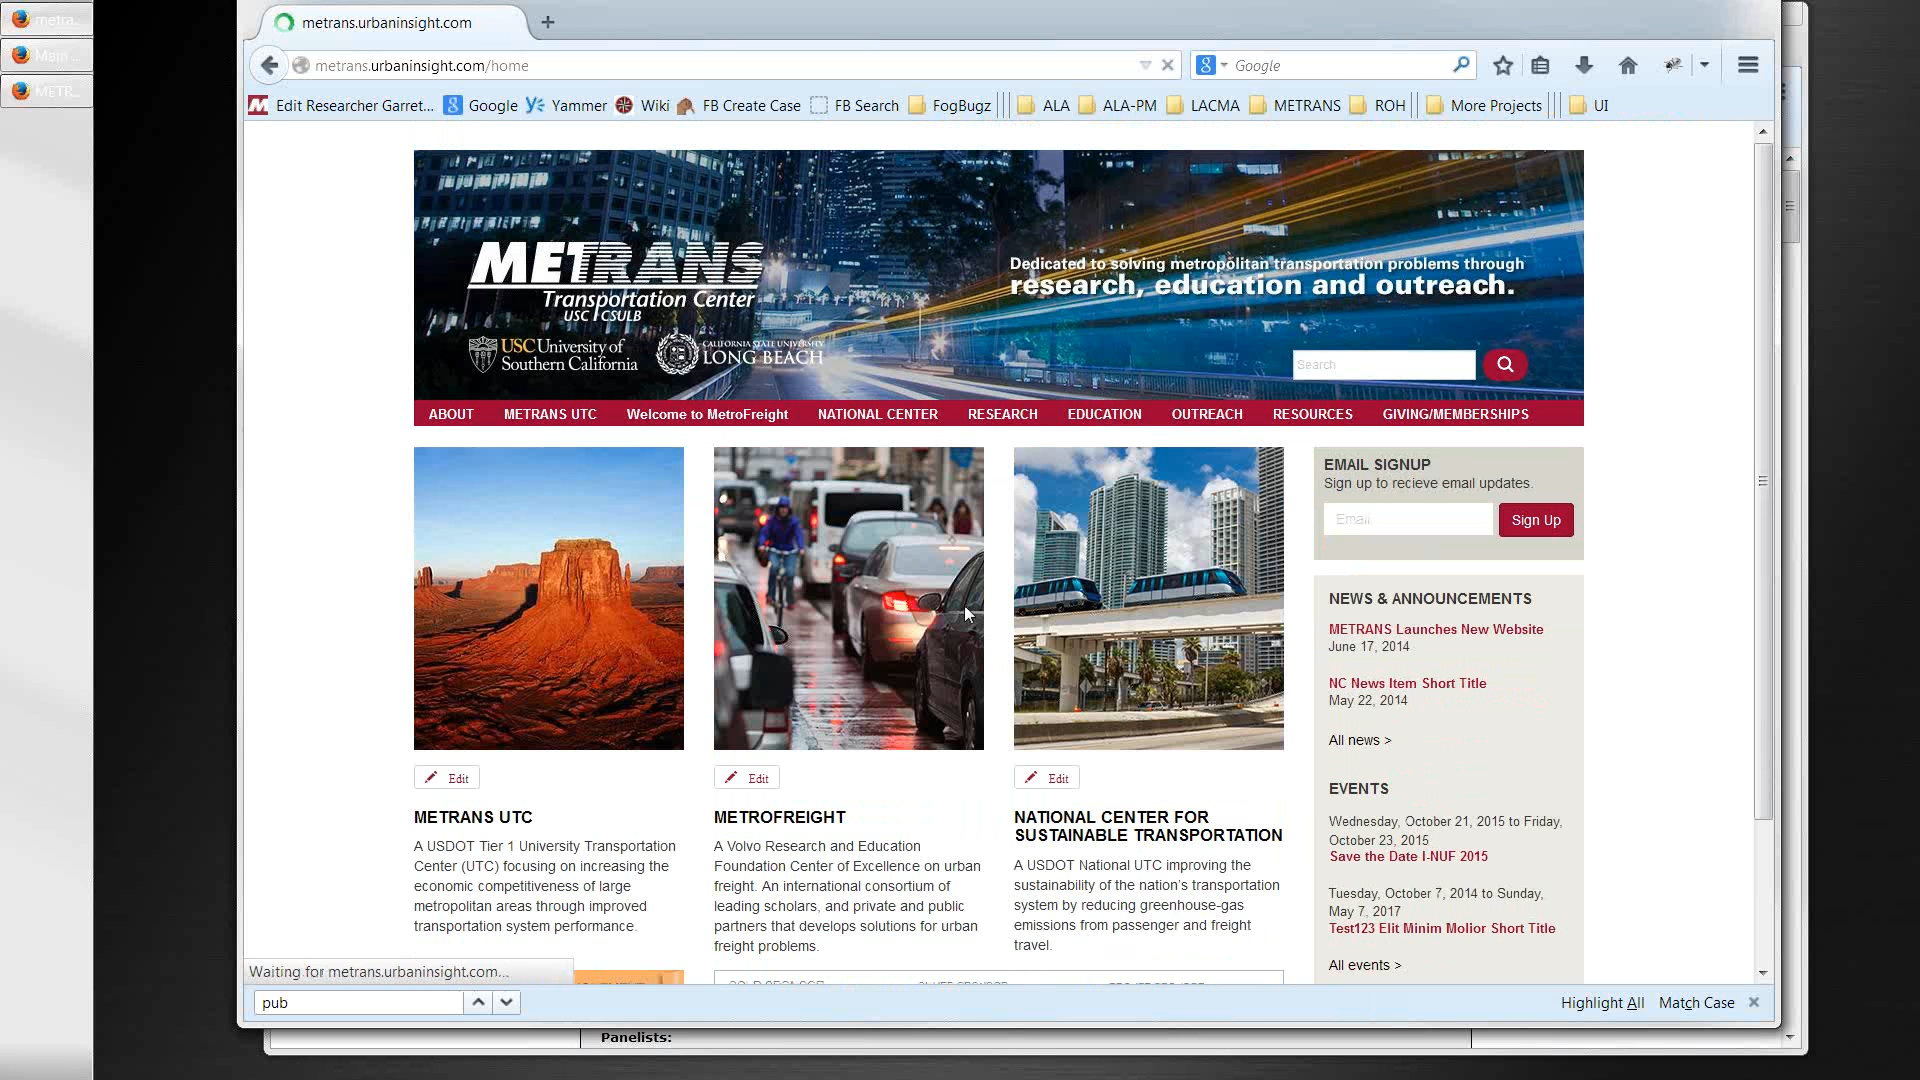 metra...
Main ...
METR...
metrans.urbaninsight.com
metrans.urbaninsight.com/home
Google
Edit Researcher Garret...
Google
Yammer
Wiki
FB Create Case
FB Search
FogBugz
ALA
ALA-PM
LACMA
METRANS
ROH
More Projects
UI
METRANS
Transportation Center
USC CSULB
USC University of
Southern California
CALIFORNIA STATE UNIVERSITY
LONG BEACH
Dedicated to solving metropolitan transportation problems through
research, education and outreach.
Search
ABOUT
METRANS UTC
Welcome to MetroFreight
NATIONAL CENTER
RESEARCH
EDUCATION
OUTREACH
RESOURCES
GIVING/MEMBERSHIPS
Edit
METRANS UTC
A USDOT Tier 1 University Transportation
Center (UTC) focusing on increasing the
economic competitiveness of large
metropolitan areas through improved
transportation system performance.
Edit
METROFREIGHT
A Volvo Research and Education
Foundation Center of Excellence on urban
freight. An international consortium of
leading scholars, and private and public
partners that develops solutions for urban
freight problems.
Edit
NATIONAL CENTER FOR
SUSTAINABLE TRANSPORTATION
A USDOT National UTC improving the
sustainability of the nation's transportation
system by reducing greenhouse-gas
emissions from passenger and freight
travel.
EMAIL SIGNUP
Sign up to recieve email updates.
Email
Sign Up
NEWS & ANNOUNCEMENTS
METRANS Launches New Website
June 17, 2014
NC News Item Short Title
May 22, 2014
All news >
EVENTS
Wednesday, October 21, 2015 to Friday,
October 23, 2015
Save the Date I-NUF 2015
Tuesday, October 7, 2014 to Sunday,
May 7, 2017
Test123 Elit Minim Molior Short Title
All events >
Waiting for metrans.urbaninsight.com...
pub
Highlight All
Match Case
Panelists: